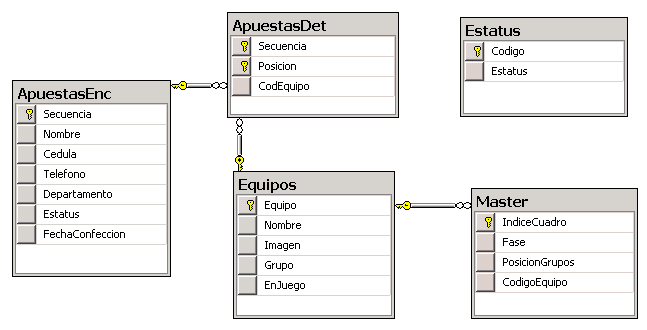 ApuestasDet
Secuencia
Posicion
CodEquipo
Estatus
Codigo
Estatus
ApuestasEnc
Secuencia
Nombre
Cedula
Telefono
Departamento
Estatus
FechaConfeccion
Equipos
Equipo
Nombre
Imagen
Grupo
EnJuego
Master
IndiceCuadro
Fase
PosicionGrupos
CodigoEquipo